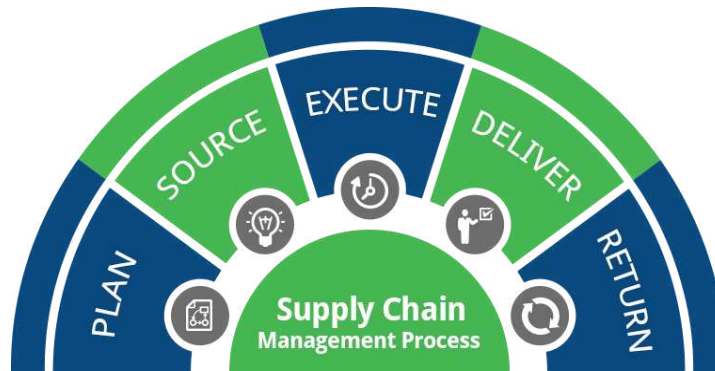 PLAN
SOURCE
EXECUTE
DELIVER
RETURN
Supply Chain
Management Process